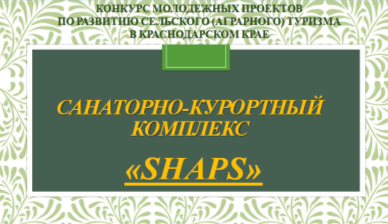 КОНКУРС МОЛОДЕЖНЫХ ПРОЕКТОВ
ПО РАЗВИТИЮ СЕЛЬСКОГО (АГРАРНОГО) ТУРИЗМА
В КРАСНОДАРСКОМ КРАЕ
САНАТОРНО-КУРОРТНЫЙ
КОМПЛЕКС
«SHAPS»